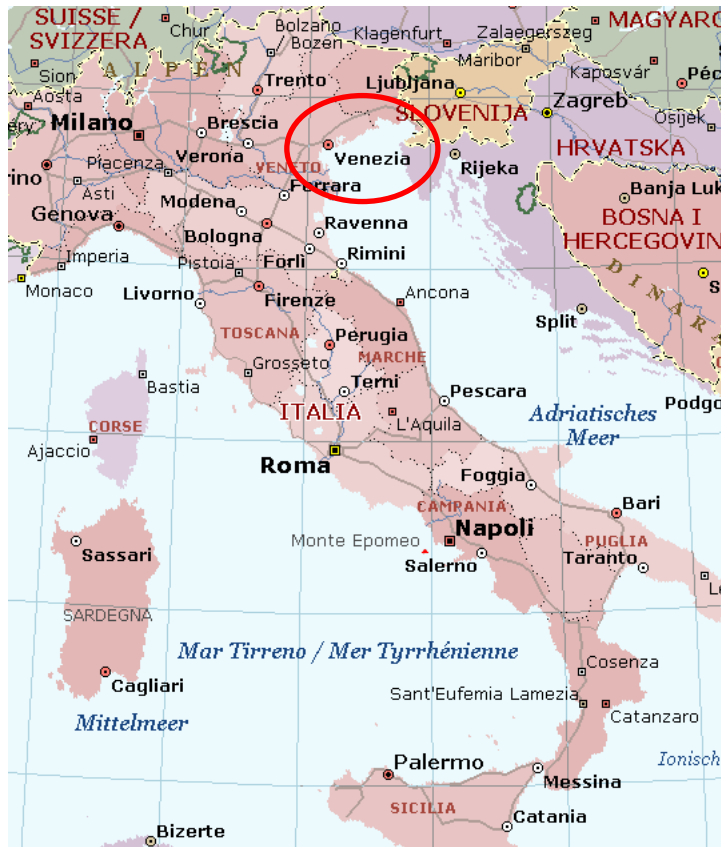 SUISSE /
SVIZZERA
Chur
Bolzano
Bozen
Klagenfurt
Zalaegerszeg
MAGYARO
Sion
A L P E N
Máribor
Kaposvár
Péc
Aosta
Trento
Ljubljana
SLOVENIJA
Zagreb
Osijek
Milano
Brescia
Venezia
HRVATSKA
Piacenza
Verona
VENETO
Rijeka
rino
Asti
Ferrara
Banja Luk
Modena
Genova
Bologna
Ravenna
BOSNA I
HERCEGOVIN
Imperia
Pistoia
Forlì
Rimini
D I N A R A
Monaco
Livorno
Firenze
Ancona
S
Split
TOSCANA
Perugia
MARCHE
Grosseto
Bastia
Terni
Pescara
Podgo
CORSE
ITALIA
L'Aquila
Adriatisches
Meer
Ajaccio
Roma
Foggia
CAMPANIA
Bari
Napoli
Monte Epomeo
PUGLIA
Sassari
Salerno
Taranto
Le
SARDEGNA
Mar Tirreno / Mer Tyrrhénienne
Cosenza
Cagliari
Sant'Eufemia Lamezia
Mittelmeer
Catanzaro
Palermo
Ionisch
Messina
SICILIA
Catania
Bizerte